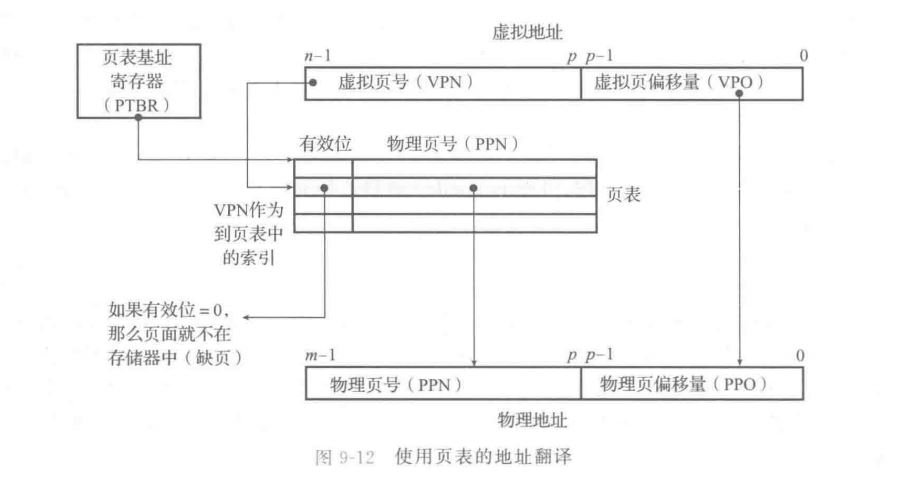 虚拟地址
页表基址
寄存器
（PTBR）
n–1 p p–1 0
虚拟页号（VPN） 虚拟页偏移量（VPO）
有效位 物理页号（PPN）
页表
VPN作为
到页表中
的索引
如果有效位=0，
那么页面就不在
存储器中（缺页）
m–1 p p–1 0
物理页号（PPN） 物理页偏移量（PPO）
物理地址
图 9-12 使用页表的地址翻译